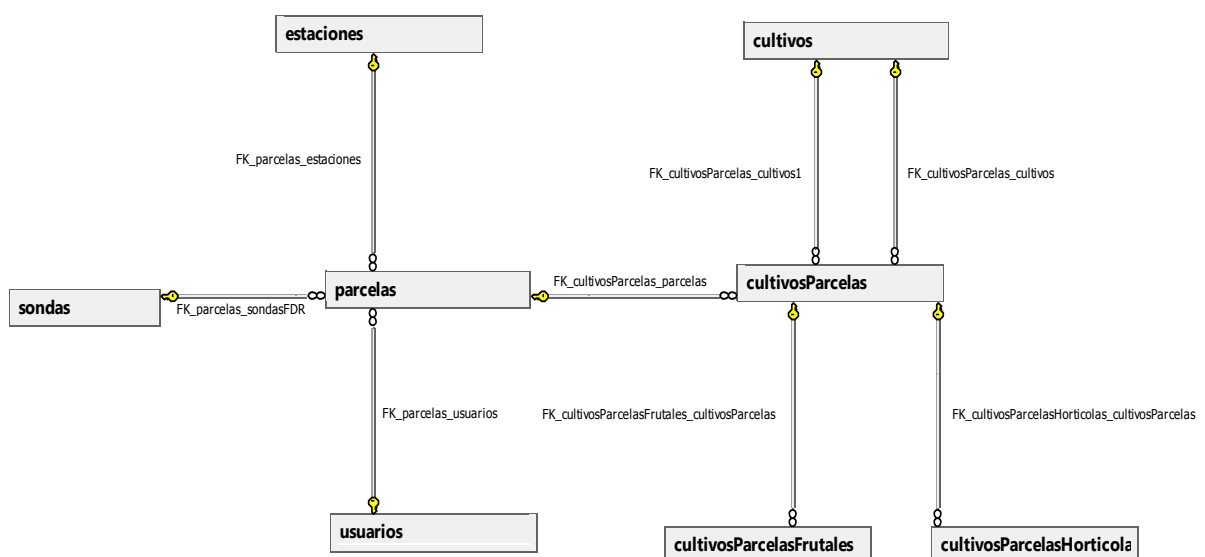 estaciones
cultivos
FK_parcelas_estaciones
FK_cultivosParcelas_cultivos1
FK_cultivosParcelas_cultivos
parcelas
FK_cultivosParcelas_parcelas
cultivosParcelas
sondas
FK_parcelas_sondasFDR
FK_parcelas_usuarios
FK_cultivosParcelasFrutales_cultivosParcelas
FK_cultivosParcelasHorticolas_cultivosParcelas
usuarios
cultivosParcelasFrutales
cultivosParcelasHorticola